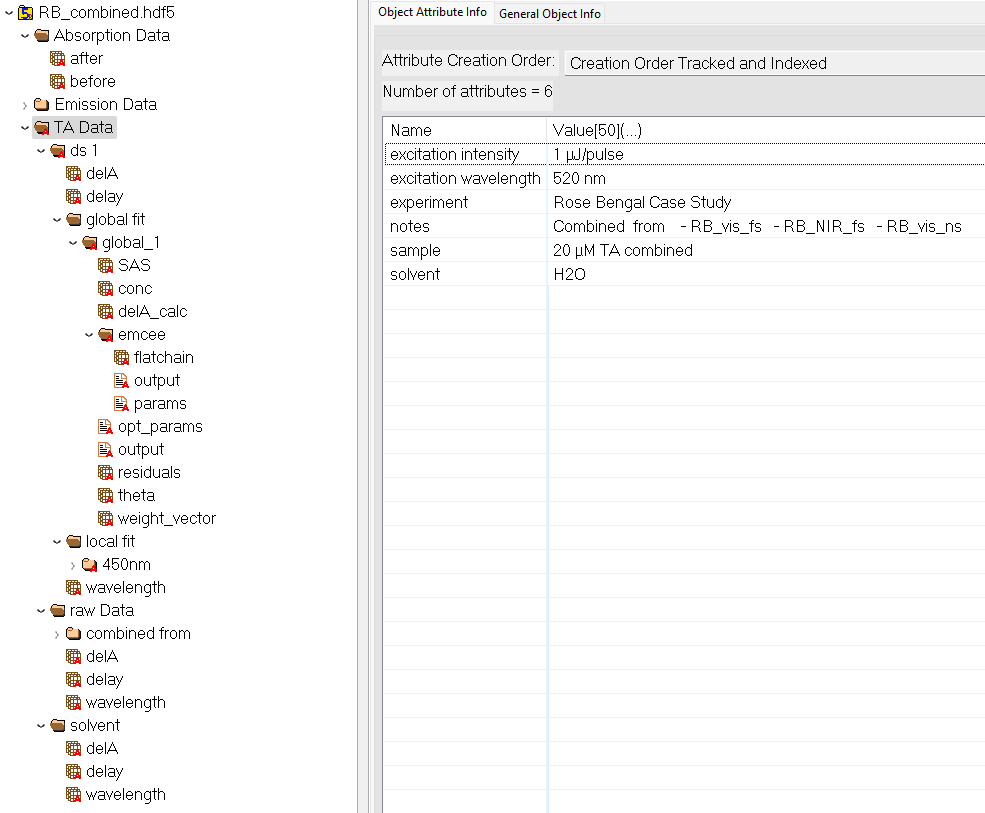 RB_combined.hdf5
Absorption Data
after
before
Emission Data
TA Data
ds 1
delA
delay
global fit
global_1
SAS
conc
delA_calc
emcee
flatchain
output
params
opt_params
output
residuals
theta
weight_vector
local fit
450nm
wavelength
raw Data
combined from
delA
delay
wavelength
solvent
delA
delay
wavelength
Object Attribute Info General Object Info
Attribute Creation Order: Creation Order Tracked and Indexed
Number of attributes = 6
Name Value[50](...)
excitation intensity 1 µJ/pulse
excitation wavelength 520 nm
experiment Rose Bengal Case Study
notes Combined from - RB_vis_fs - RB_NIR_fs - RB_vis_ns
sample 20 µM TA combined
solvent H2O